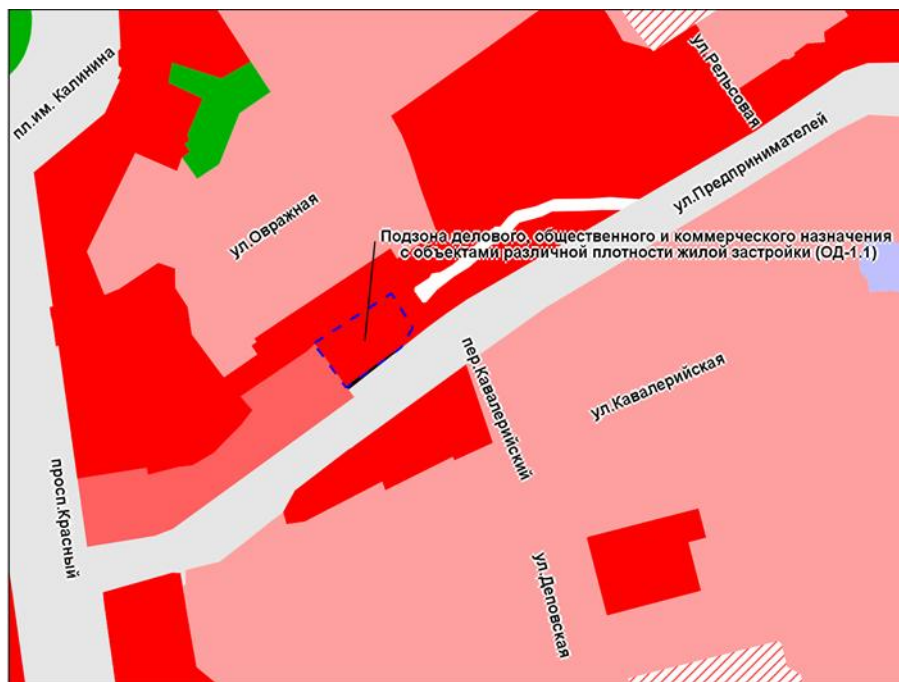 пл.им. Калинина
ул.Рельсовая
ул.Предпринимателей
ул.Овражная
Подзона делового, общественного и коммерческого назначения
с объектами различной плотности жилой застройки (ОД-1.1)
пер.Кавалерийский
ул.Кавалерийская
просп.Красный
ул.Деповская